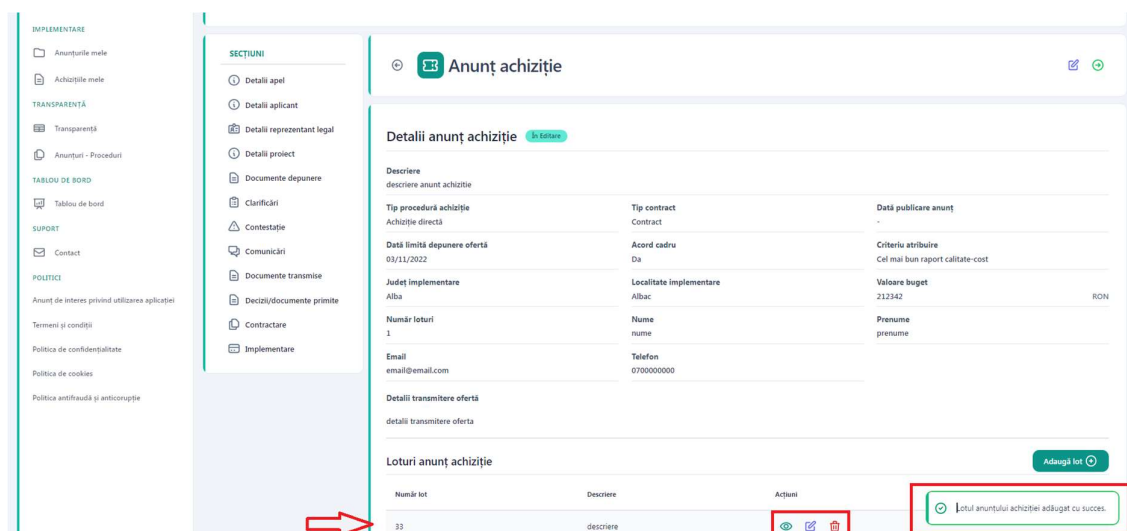 IMPLEMENTARE
Anunțurile mele
Achizițiile mele
TRANSPARENȚĂ
Transparență
Anunțuri - Proceduri
TABLOU DE BORD
Tablou de bord
SUPORT
Contact
POLITICI
Anunț de interes privind utilizarea aplicației
Termeni și condiții
Politica de confidențialitate
Politica de cookies
Politica antifraudă și anticorupție
SECȚIUNI
Detalii apel
Detalii aplicant
Detalii reprezentant legal
Detalii proiect
Documente depunere
Clarificări
Contestație
Comunicări
Documente transmise
Decizii/documente primite
Contractare
Implementare
Anunț achiziție
Detalii anunț achiziție În Editare
Descriere
descriere anunt achizitie
Tip procedură achiziție Tip contract Dată publicare anunț
Achiziție directă Contract -
Dată limită depunere ofertă Acord cadru Criteriu atribuire
03/11/2022 Da Cel mai bun raport calitate-cost
Județ implementare Localitate implementare Valoare buget
Alba Albac 212342 RON
Număr loturi Nume Prenume
1 nume prenume
Email Telefon
email@email.com 0700000000
Detalii transmitere ofertă
detalii transmitere oferta
Loturi anunț achiziție Adaugă lot
Număr lot Descriere Acțiuni
33 descriere
Lotul anunțului achiziției adăugat cu succes.